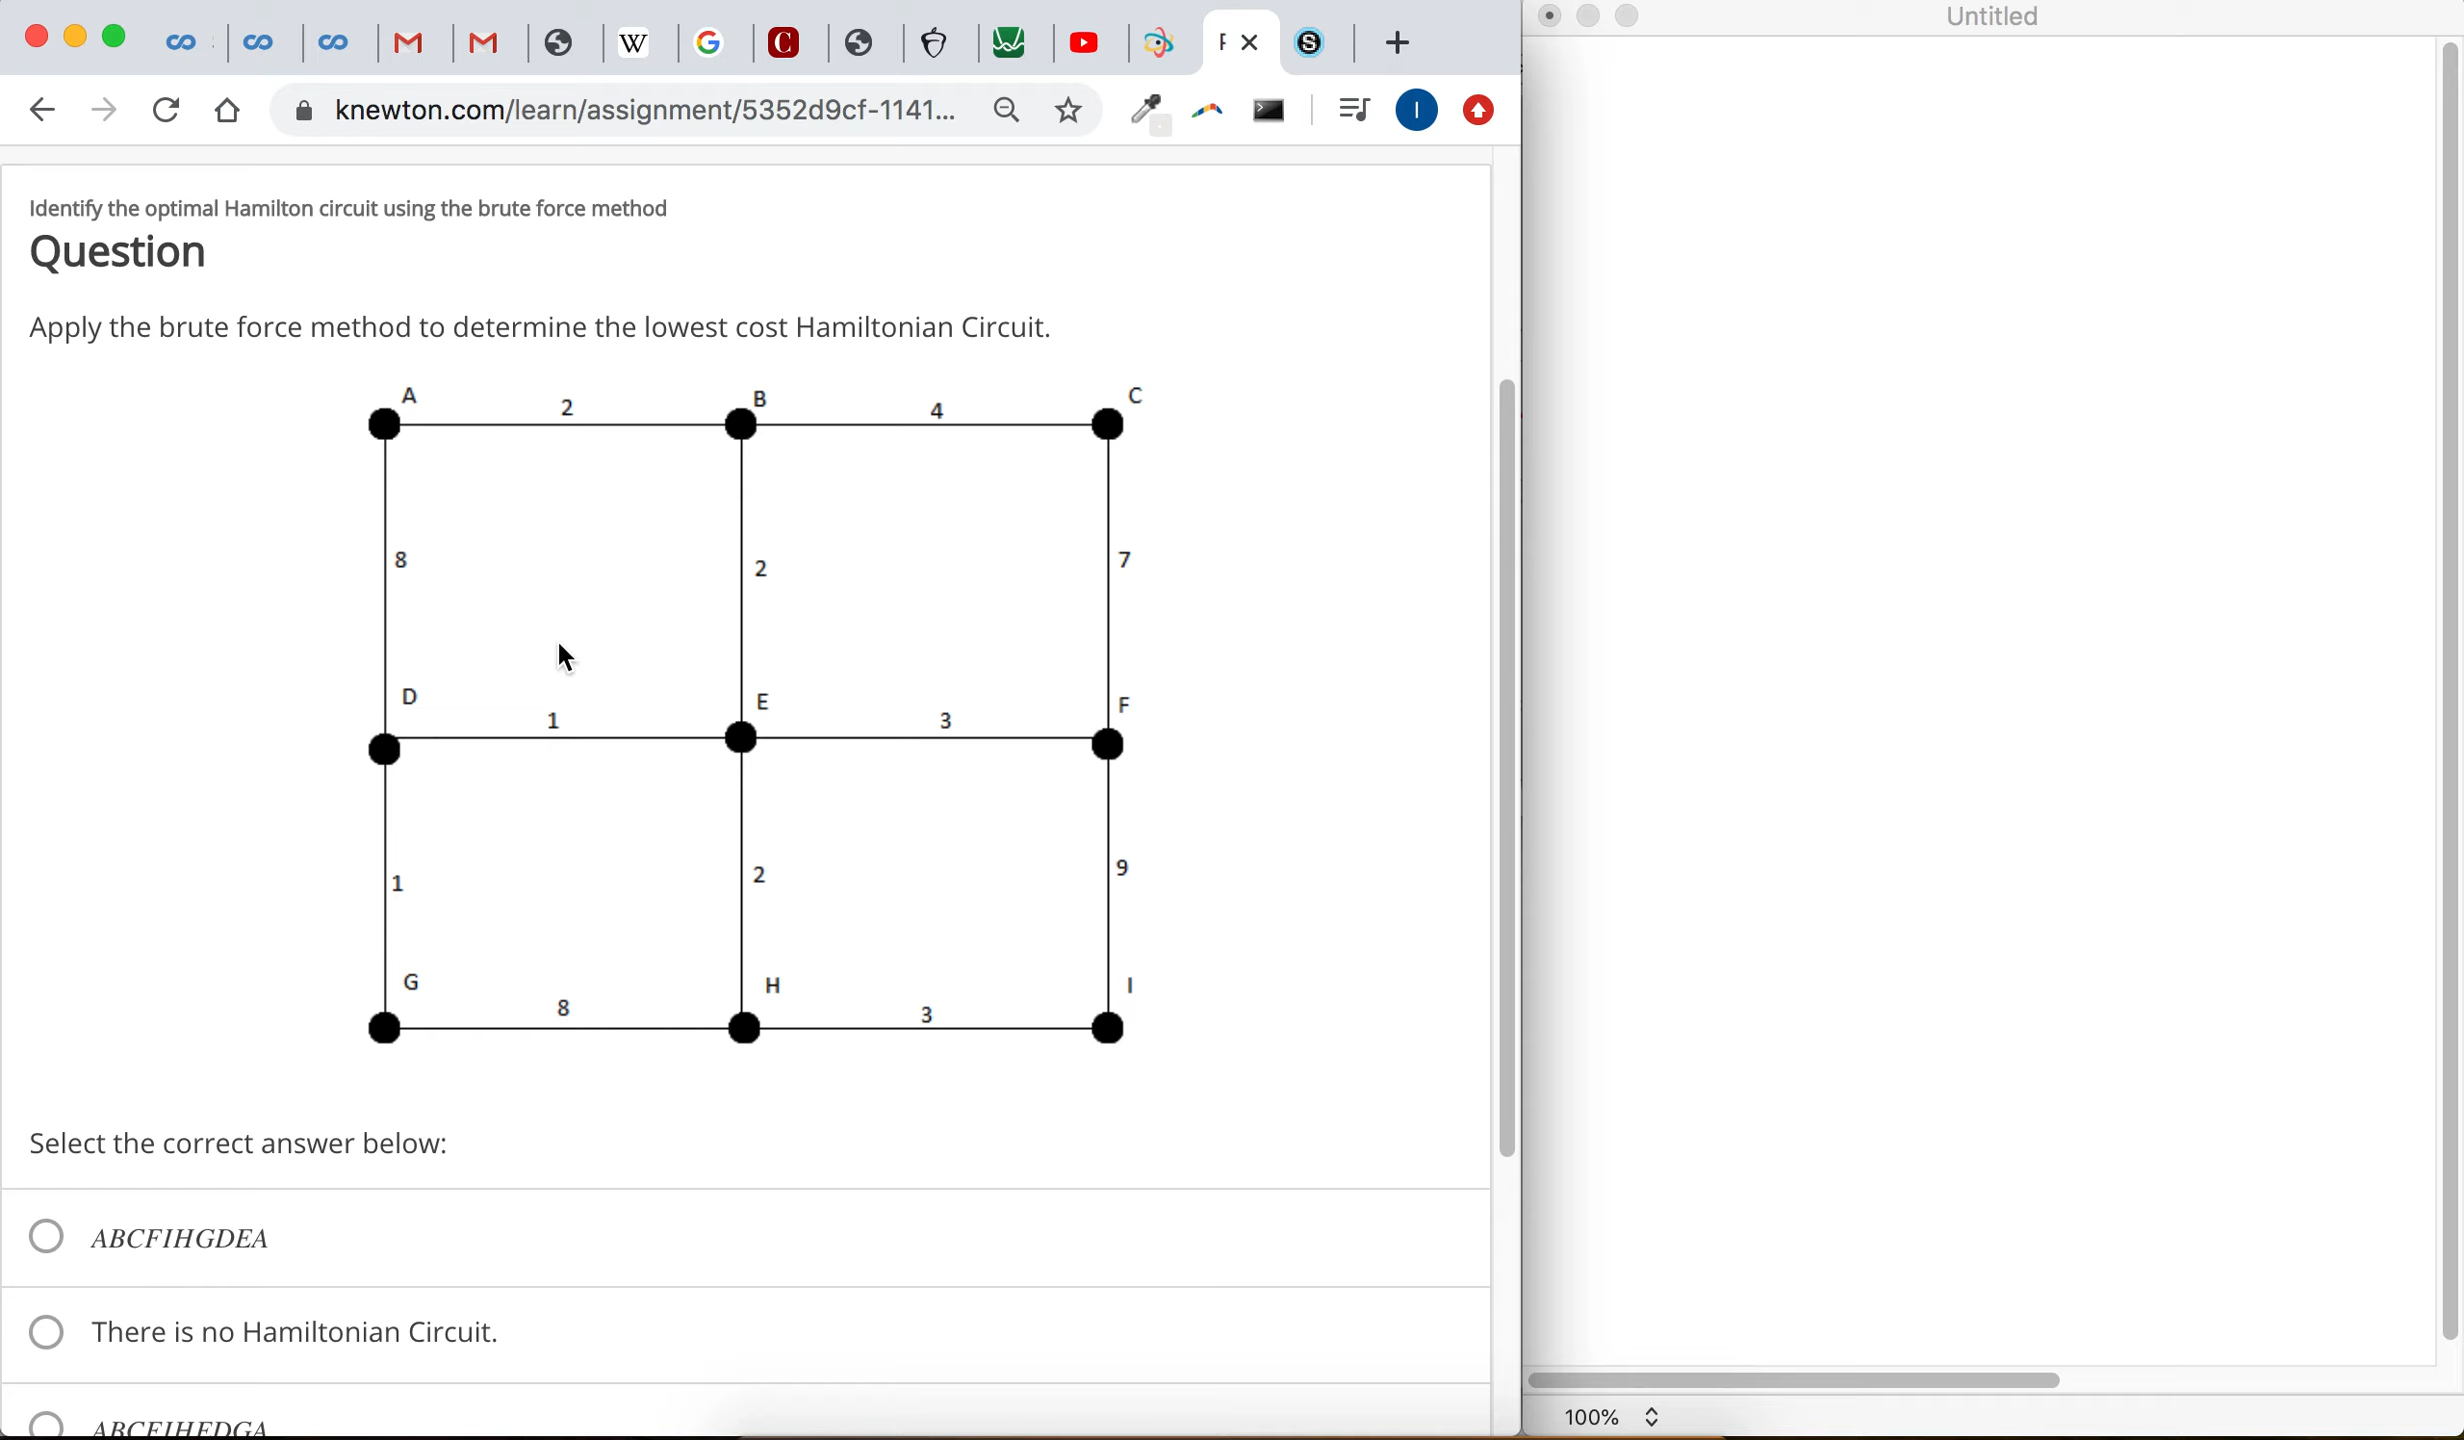 Untitled
knewton.com/learn/assignment/5352d9cf-1141...
Identify the optimal Hamilton circuit using the brute force method
Question
Apply the brute force method to determine the lowest cost Hamiltonian Circuit.
A 2 B 4 C
8 2 7
D 1 E 3 F
1 2 9
G 8 H 3 I
Select the correct answer below:
ABCFIHGDEA
There is no Hamiltonian Circuit.
ABCFIHEDGA
100%